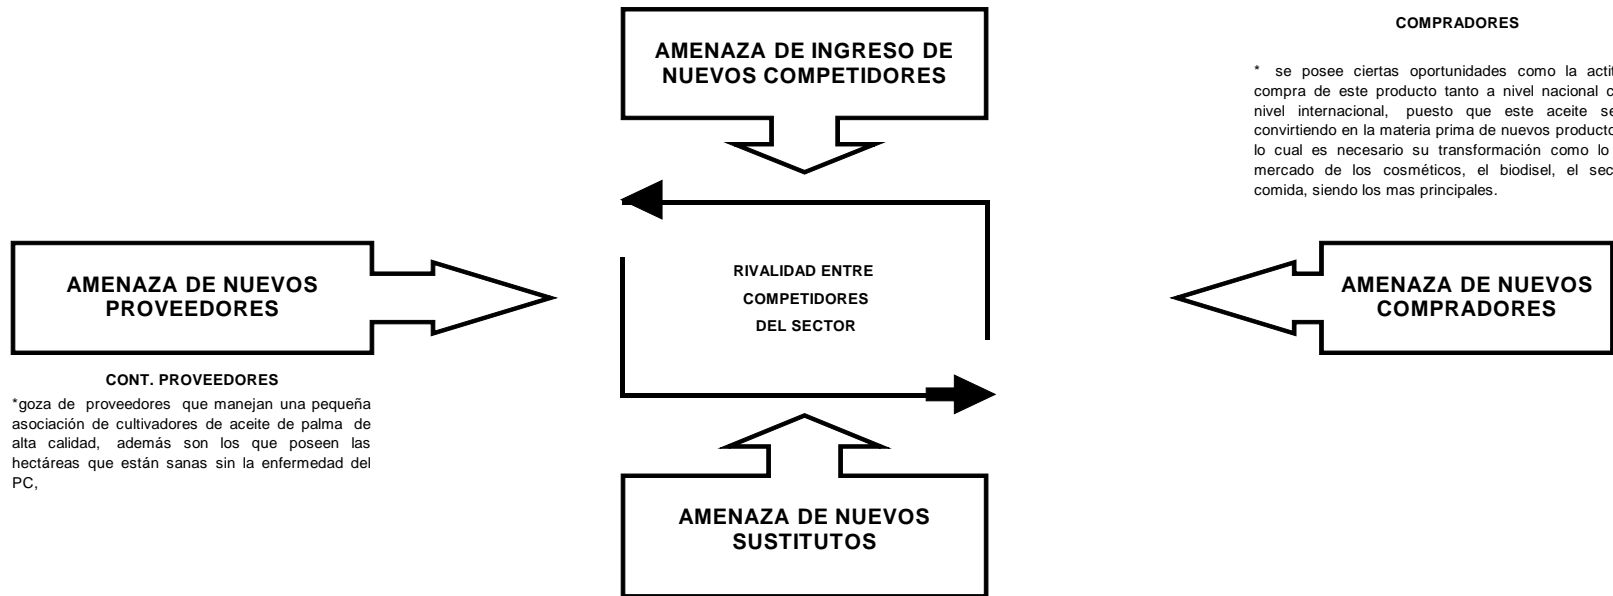 AMENAZA DE INGRESO DE
NUEVOS COMPETIDORES
COMPRADORES
* se posee ciertas oportunidades como la
compra de este producto tanto a nivel nacional
nivel internacional, puesto que este aceite
convirtiendo en la materia prima de nuevos
lo cual es necesario su transformación como lo
mercado de los cosméticos, el biodisel, el
comida, siendo los mas principales.
AMENAZA DE NUEVOS
PROVEEDORES
RIVALIDAD ENTRE
COMPETIDORES
DEL SECTOR
AMENAZA DE NUEVOS
COMPRADORES
CONT. PROVEEDORES
*goza de proveedores que manejan una pequeña
asociación de cultivadores de aceite de palma de
alta calidad, además son los que poseen las
hectáreas que están sanas sin la enfermedad del
PC,
AMENAZA DE NUEVOS
SUSTITUTOS